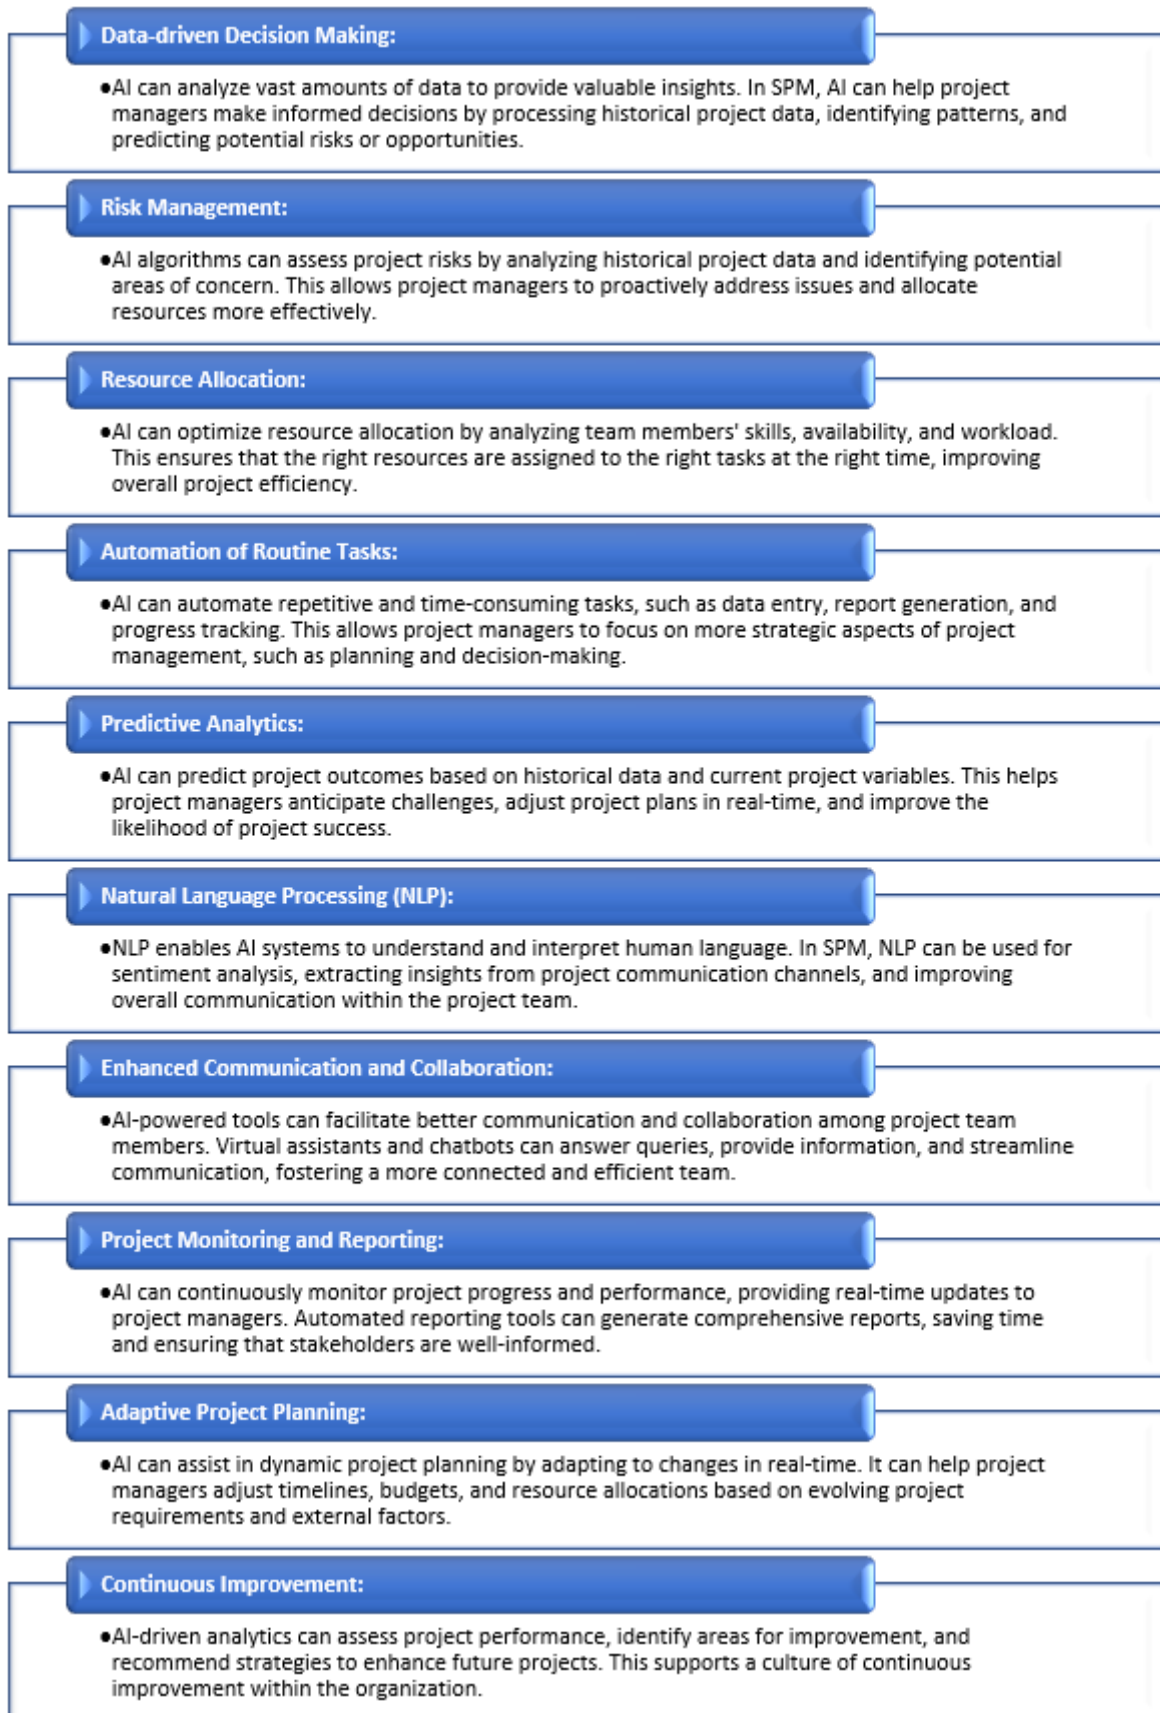 Data-driven Decision Making:
●AI can analyze vast amounts of data to provide valuable insights. In SPM, AI can help project
managers make informed decisions by processing historical project data, identifying patterns, and
predicting potential risks or opportunities.
Risk Management:
●AI algorithms can assess project risks by analyzing historical project data and identifying potential
areas of concern. This allows project managers to proactively address issues and allocate
resources more effectively.
Resource Allocation:
●AI can optimize resource allocation by analyzing team members' skills, availability, and workload.
This ensures that the right resources are assigned to the right tasks at the right time, improving
overall project efficiency.
Automation of Routine Tasks:
●AI can automate repetitive and time-consuming tasks, such as data entry, report generation, and
progress tracking. This allows project managers to focus on more strategic aspects of project
management, such as planning and decision-making.
Predictive Analytics:
●AI can predict project outcomes based on historical data and current project variables. This helps
project managers anticipate challenges, adjust project plans in real-time, and improve the
likelihood of project success.
Natural Language Processing (NLP):
●NLP enables AI systems to understand and interpret human language. In SPM, NLP can be used for
sentiment analysis, extracting insights from project communication channels, and improving
overall communication within the project team.
Enhanced Communication and Collaboration:
●AI-powered tools can facilitate better communication and collaboration among project team
members. Virtual assistants and chatbots can answer queries, provide information, and streamline
communication, fostering a more connected and efficient team.
Project Monitoring and Reporting:
●AI can continuously monitor project progress and performance, providing real-time updates to
project managers. Automated reporting tools can generate comprehensive reports, saving time
and ensuring that stakeholders are well-informed.
Adaptive Project Planning:
●AI can assist in dynamic project planning by adapting to changes in real-time. It can help project
managers adjust timelines, budgets, and resource allocations based on evolving project
requirements and external factors.
Continuous Improvement:
●AI-driven analytics can assess project performance, identify areas for improvement, and
recommend strategies to enhance future projects. This supports a culture of continuous
improvement within the organization.